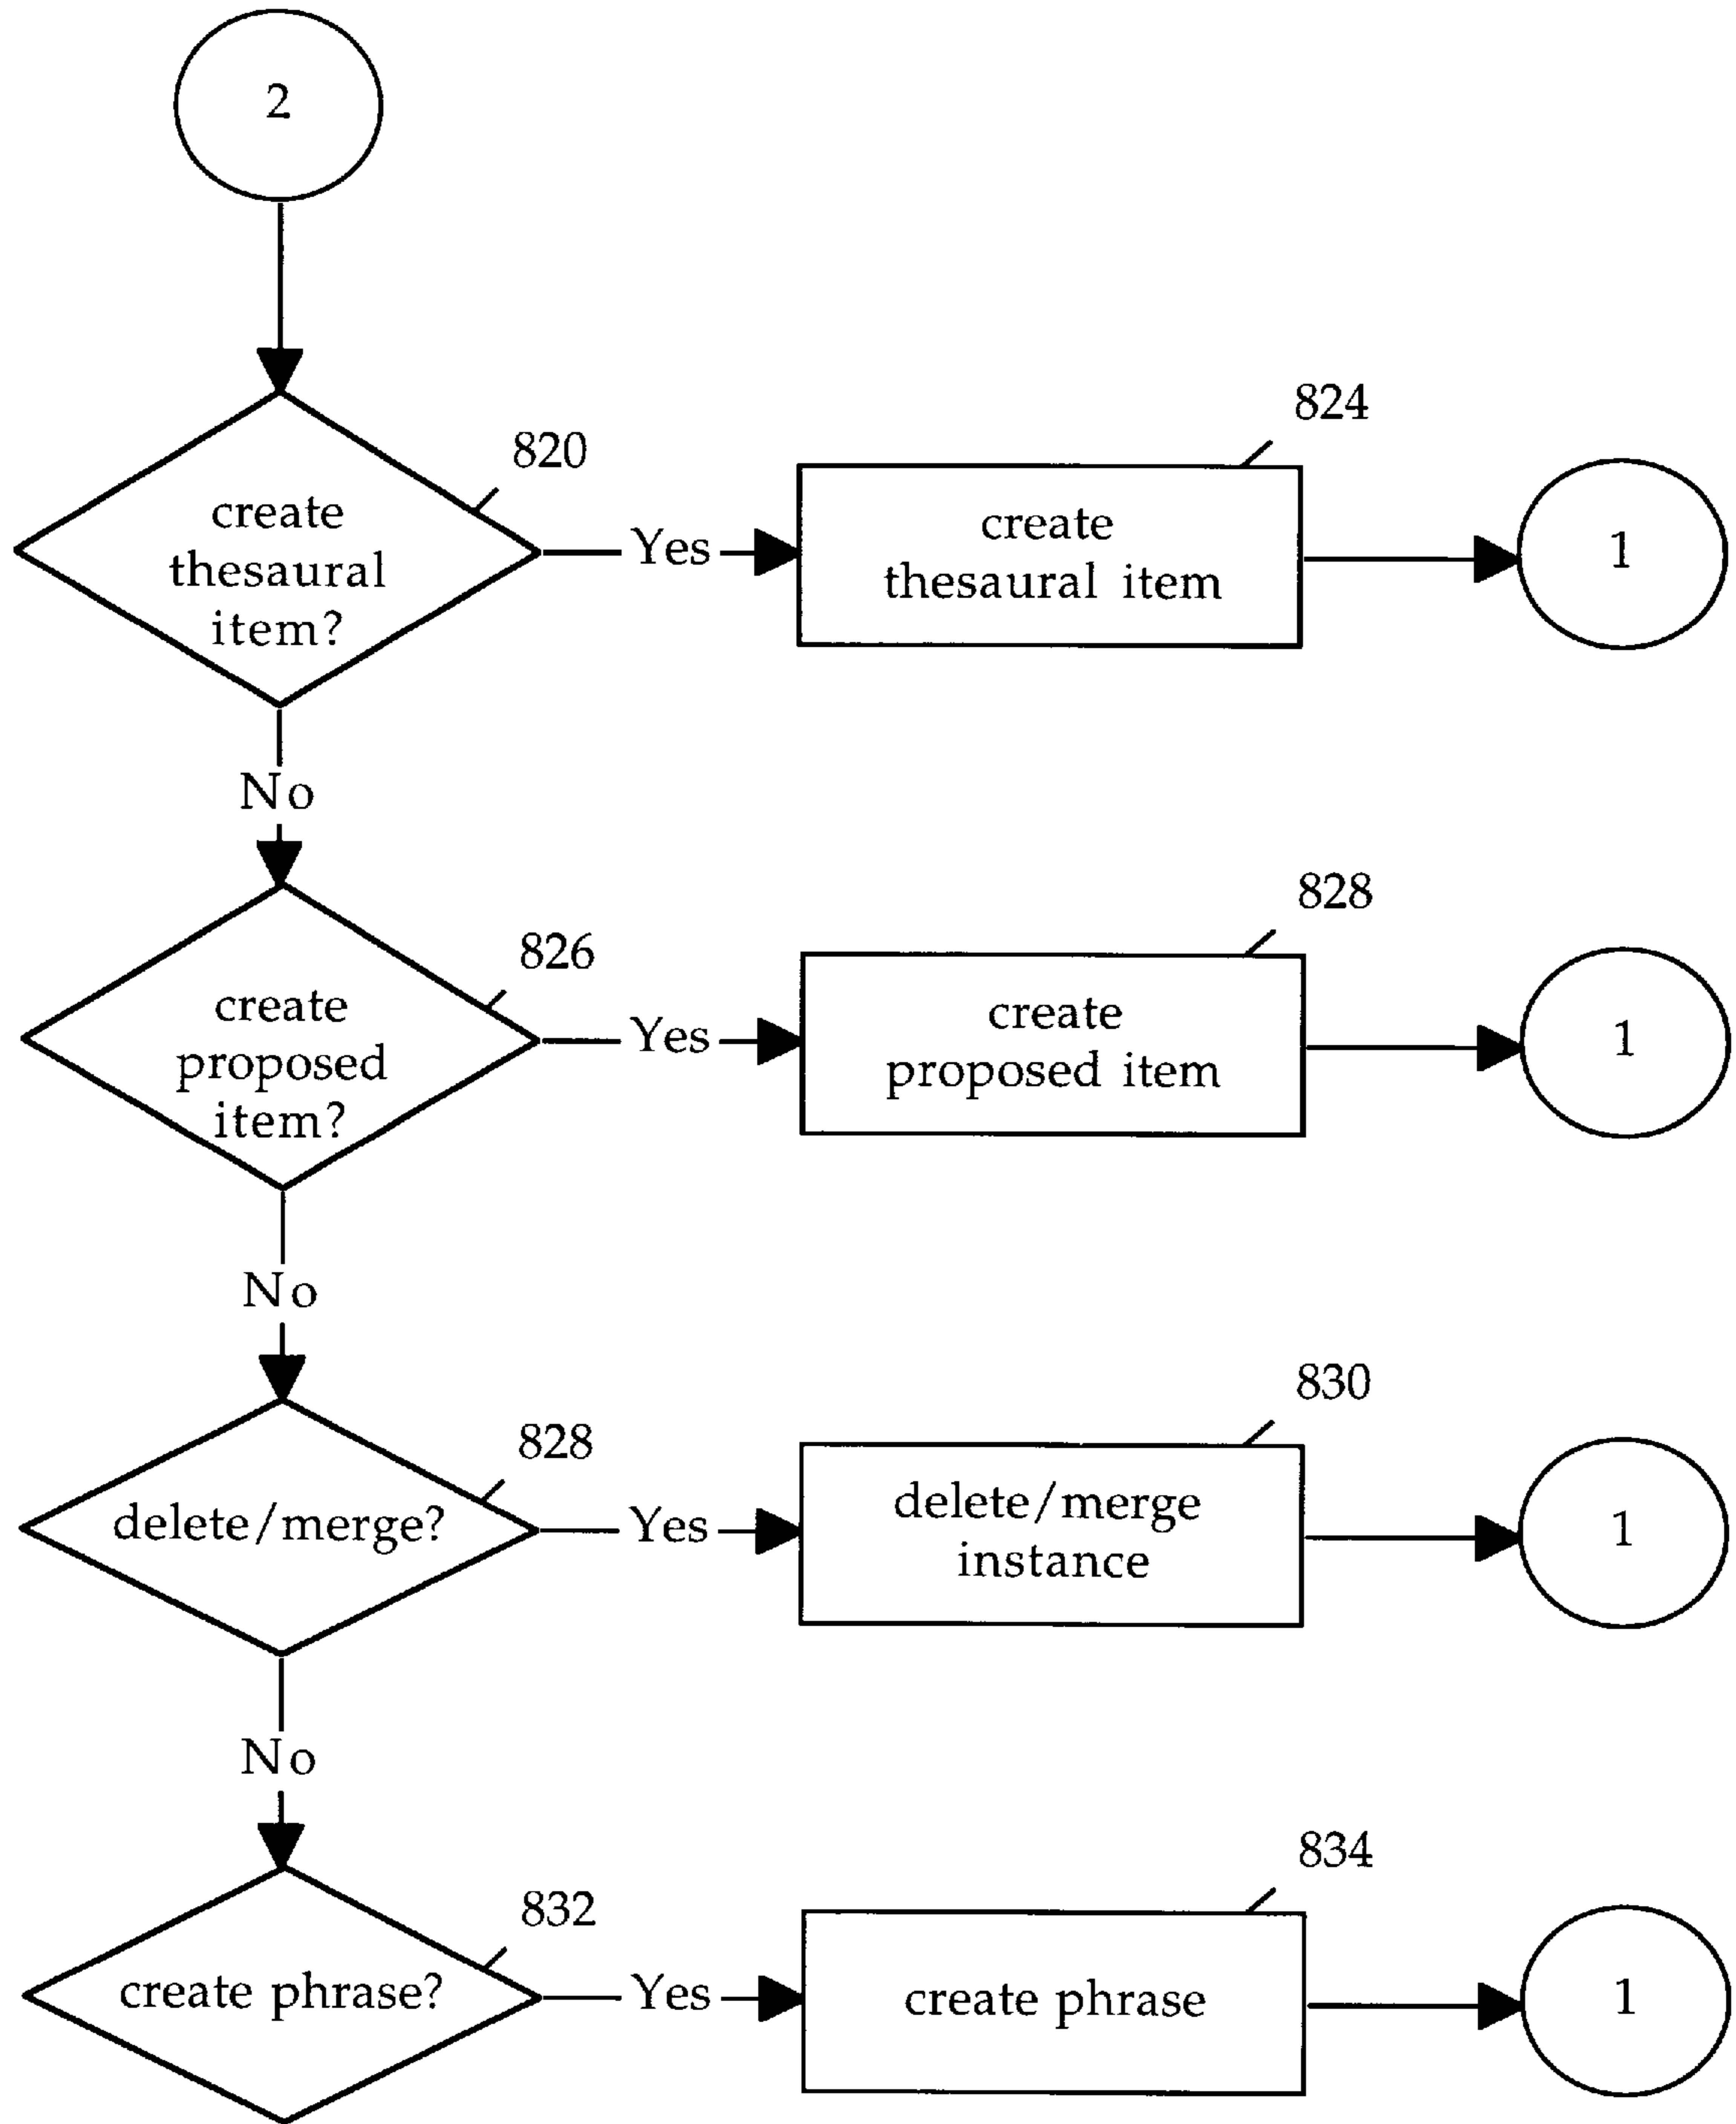 2
820
create
thesaural
item?
Yes
824
create
thesaural item
1
No
826
create
proposed
item?
Yes
828
create
proposed item
1
No
828
delete/merge?
Yes
830
delete/merge
instance
1
No
832
create phrase?
Yes
834
create phrase
1